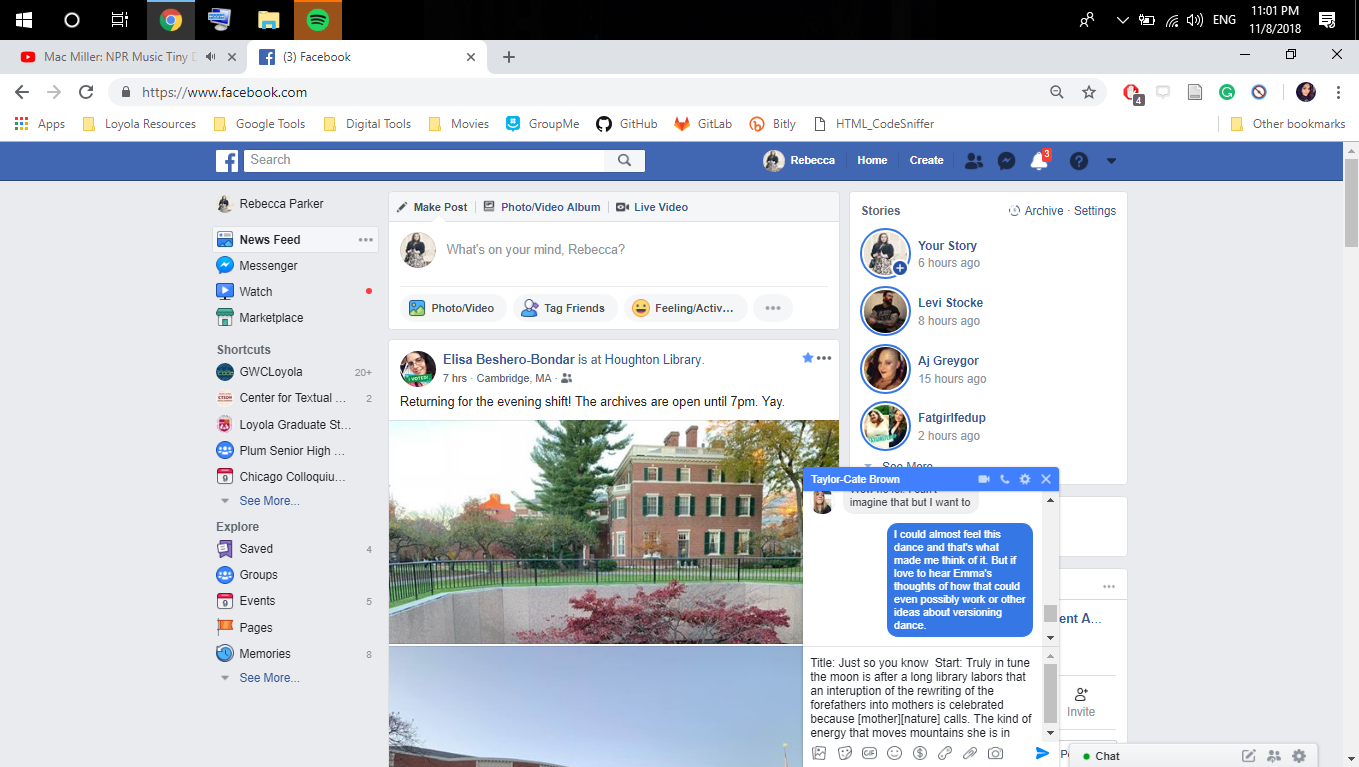 11:01 PM
ENG
11/8/2018
Mac Miller: NPR Music Tiny
(3) Facebook
https://www.facebook.com
4
Apps
Loyola Resources
Google Tools
Digital Tools
Movies
GroupMe
GitHub
GitLab
Bitly
HTML_CodeSniffer
Other bookmarks
Search
Rebecca
Home
Create
3
Rebecca Parker
News Feed
Messenger
Watch
Marketplace
Shortcuts
GWCLoyola 20+
Center for Textual ... 2
Loyola Graduate St...
Plum Senior High ...
Chicago Colloquiu...
See More...
Explore
Saved 4
Groups
Events 5
Pages
Memories 8
See More...
Make Post
Photo/Video Album
Live Video
What's on your mind, Rebecca?
Photo/Video
Tag Friends
Feeling/Activ...
Elisa Beshero-Bondar is at Houghton Library.
7 hrs · Cambridge, MA ·
Returning for the evening shift! The archives are open until 7pm. Yay.
Stories
Archive · Settings
Your Story
6 hours ago
Levi Stocke
8 hours ago
Aj Greygor
15 hours ago
Fatgirlfedup
2 hours ago
See More
ent A...
Invite
Taylor-Cate Brown
imagine that but I want to
I could almost feel this
dance and that's what
made me think of it. But if
love to hear Emma's
thoughts of how that could
even possibly work or other
ideas about versioning
dance.
Title: Just so you know  Start: Truly in tune
the moon is after a long library labors that
an interuption of the rewriting of the
forefathers into mothers is celebrated
because [mother][nature] calls. The kind of
energy that moves mountains she is in
GIF
Chat